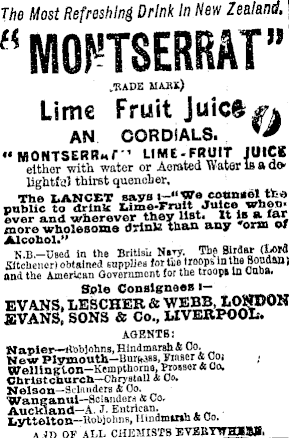 The Most Refreshing Drink in New Zealand.
"MONTSERRAT"
TRADE MARK)
Lime Fruit Juice
AN CORDIALS.
"MONTSERRAT" LIME-FRUIT JUICE
either with water or Aerated Water is a de-
lightful thirst quencher.
The LANCET says :—"We counsel the
public to drink Lime-Fruit Juice when-
ever and wherever they list. It is a far
more wholesome drink than any form of
Alcohol."
N.B.—Used in the British Navy. The Sirdar (Lord
Kitchener) obtained supplies for the troops in the Soudan;
and the American Government for the troops in Cuba.
Sole Consignees :—
EVANS, LESCHER & WEBB, LONDON
EVANS, SONS & Co., LIVERPOOL.
AGENTS:
Napier—Robjohns, Hindmarsh & Co.
New Plymouth—Burgess, Fraser & Co;
Wellington—Kempthorne, Prosser & Co.
Christchurch—Chrystall & Co.
Nelson—Sclanders & Co.
Wanganui—Sclanders & Co.
Auckland—A. J. Entrican.
Lyttelton—Robjohns, Hindmarsh & Co.
AND OF ALL CHEMISTS EVERYWHERE.